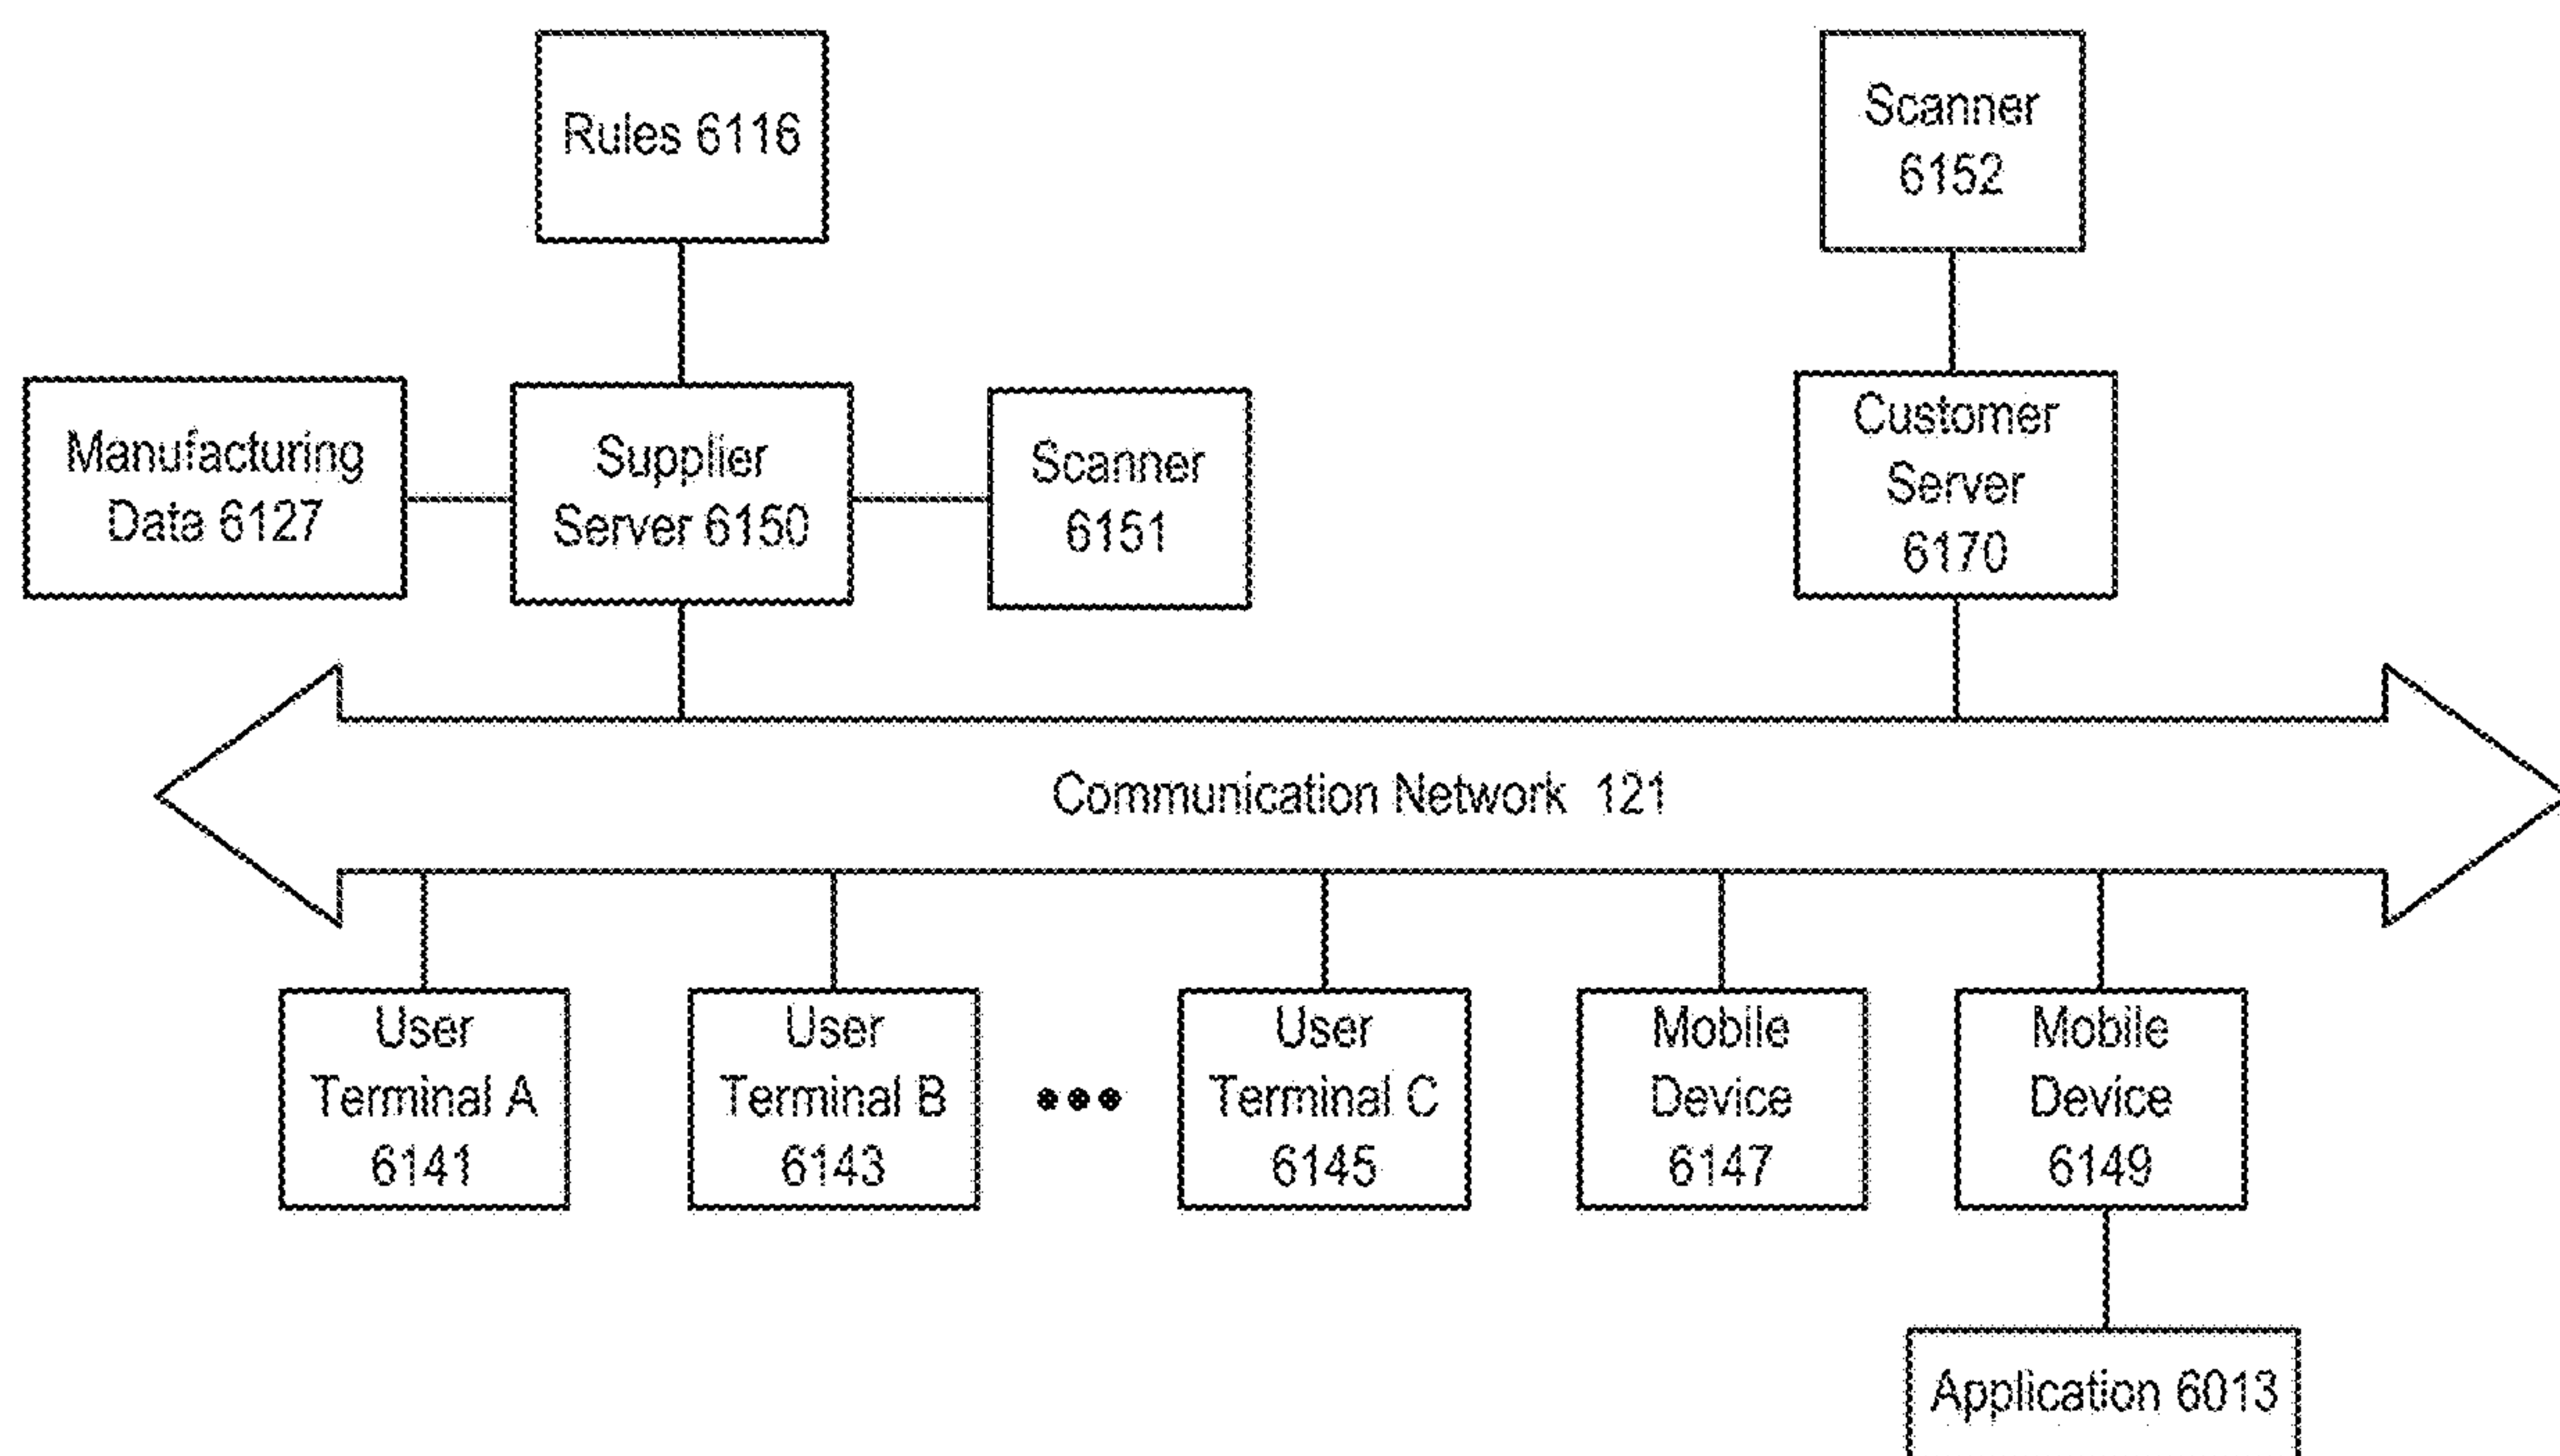 Rules 6116
Scanner
6152
Manufacturing
Data 6127
Supplier
Server 6150
Scanner
6151
Customer
Server
6170
Communication Network 121
User
Terminal A
6141
User
Terminal B
6143
•••
User
Terminal C
6145
Mobile
Device
6147
Mobile
Device
6149
Application 6013